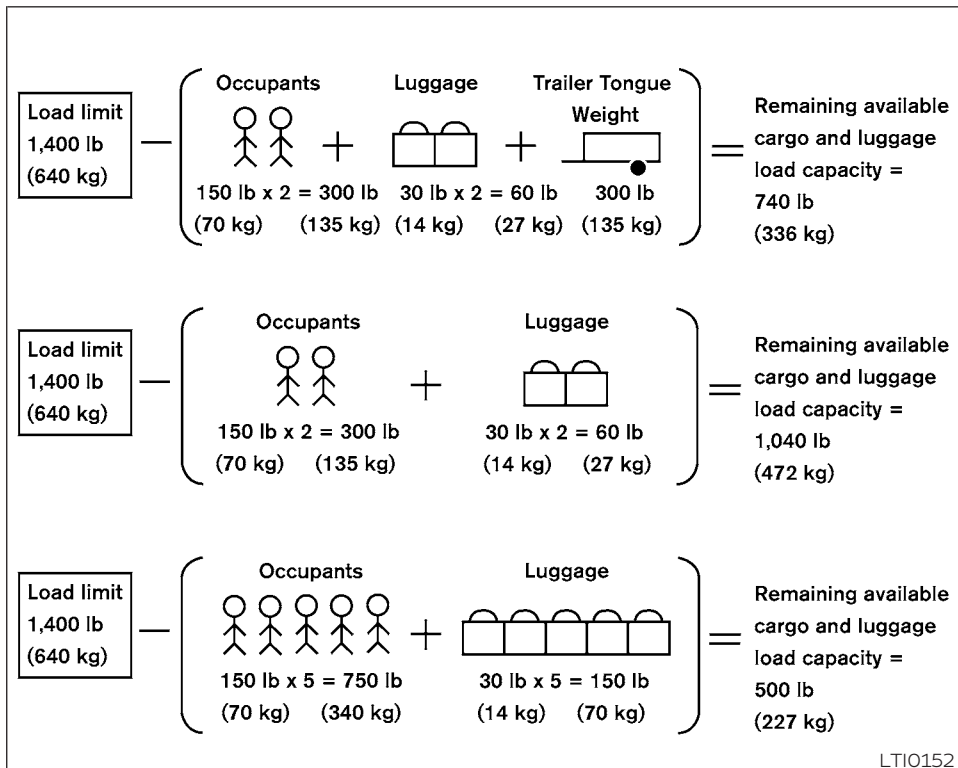 Occupants Luggage Trailer Tongue
Weight
Load limit
1,400 lb
(640 kg)
— + + =
150 lb x 2 = 300 lb 30 lb x 2 = 60 lb 300 lb
(70 kg) (135 kg) (14 kg) (27 kg) (135 kg)
Remaining available
cargo and luggage
load capacity =
740 lb
(336 kg)
Occupants Luggage
Load limit
1,400 lb
(640 kg)
— + =
150 lb x 2 = 300 lb 30 lb x 2 = 60 lb
(70 kg) (135 kg) (14 kg) (27 kg)
Remaining available
cargo and luggage
load capacity =
1,040 lb
(472 kg)
Occupants Luggage
Load limit
1,400 lb
(640 kg)
— + =
150 lb x 5 = 750 lb 30 lb x 5 = 150 lb
(70 kg) (340 kg) (14 kg) (70 kg)
Remaining available
cargo and luggage
load capacity =
500 lb
(227 kg)
LTI0152